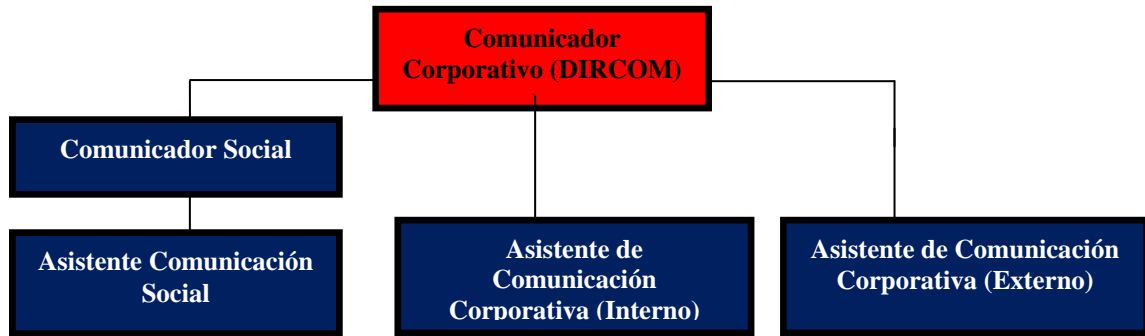 Comunicador
Corporativo (DIRCOM)
Comunicador Social
Asistente Comunicación
Social
Asistente de
Comunicación
Corporativa (Interno)
Asistente de Comunicación
Corporativa (Externo)